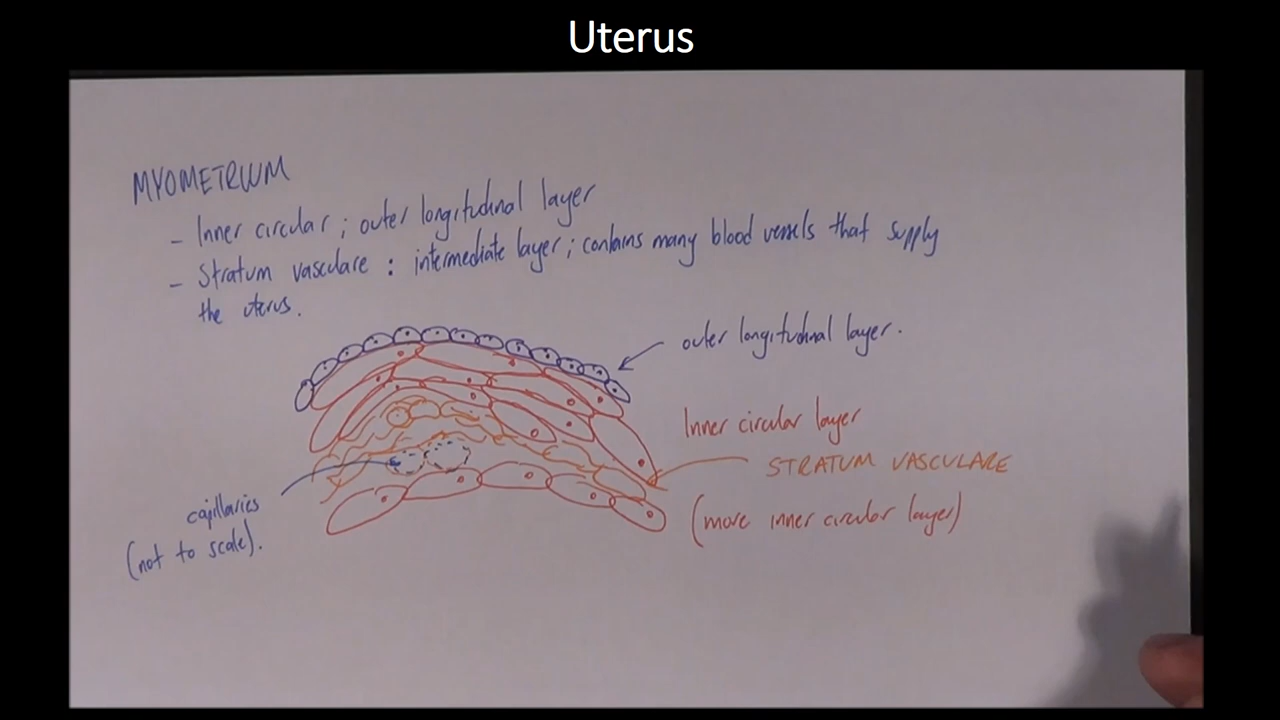 Uterus
MYOMETRIUM
- Inner circular ; outer longitudinal layer
- Stratum vasculare : intermediate layer ; contains many blood vessels that supply
the uterus.
outer longitudinal layer.
Inner circular layer
STRATUM VASCULARE
capillaries
(not to scale).
(more inner circular layer)